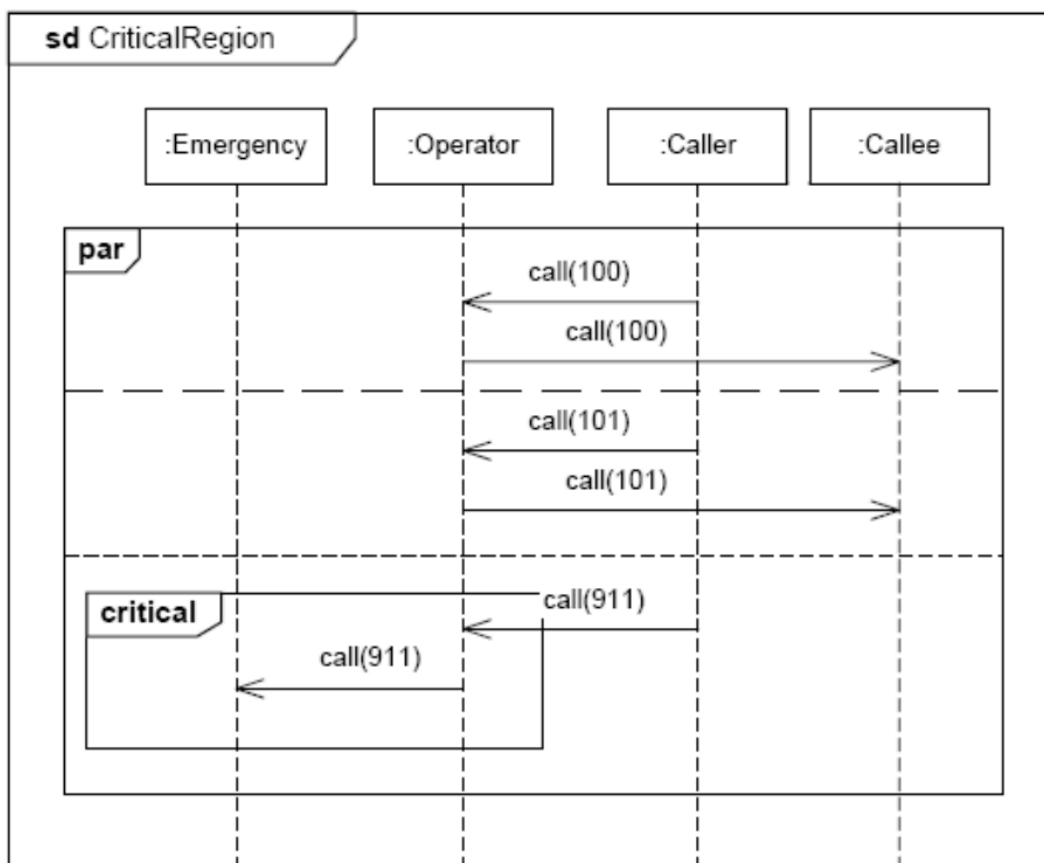 sd CriticalRegion
:Emergency :Operator :Caller :Callee
par
call(100)
call(100)
call(101)
call(101)
critical call(911)
call(911)